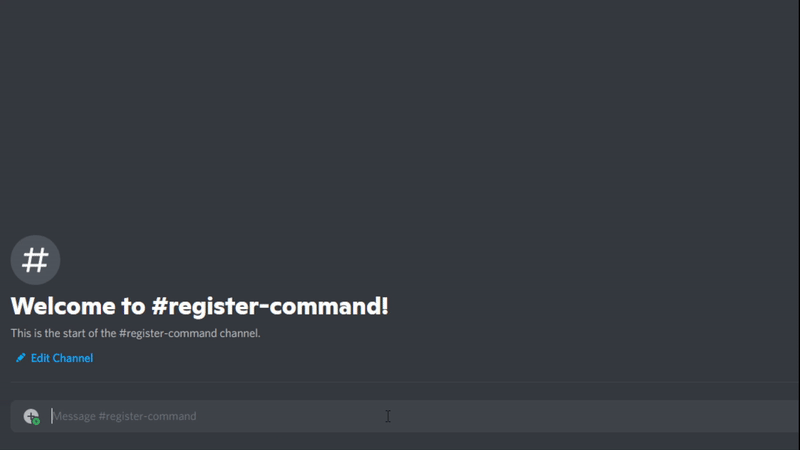 Welcome to #register-command!
This is the start of the #register-command channel.
Edit Channel
Message #register-command